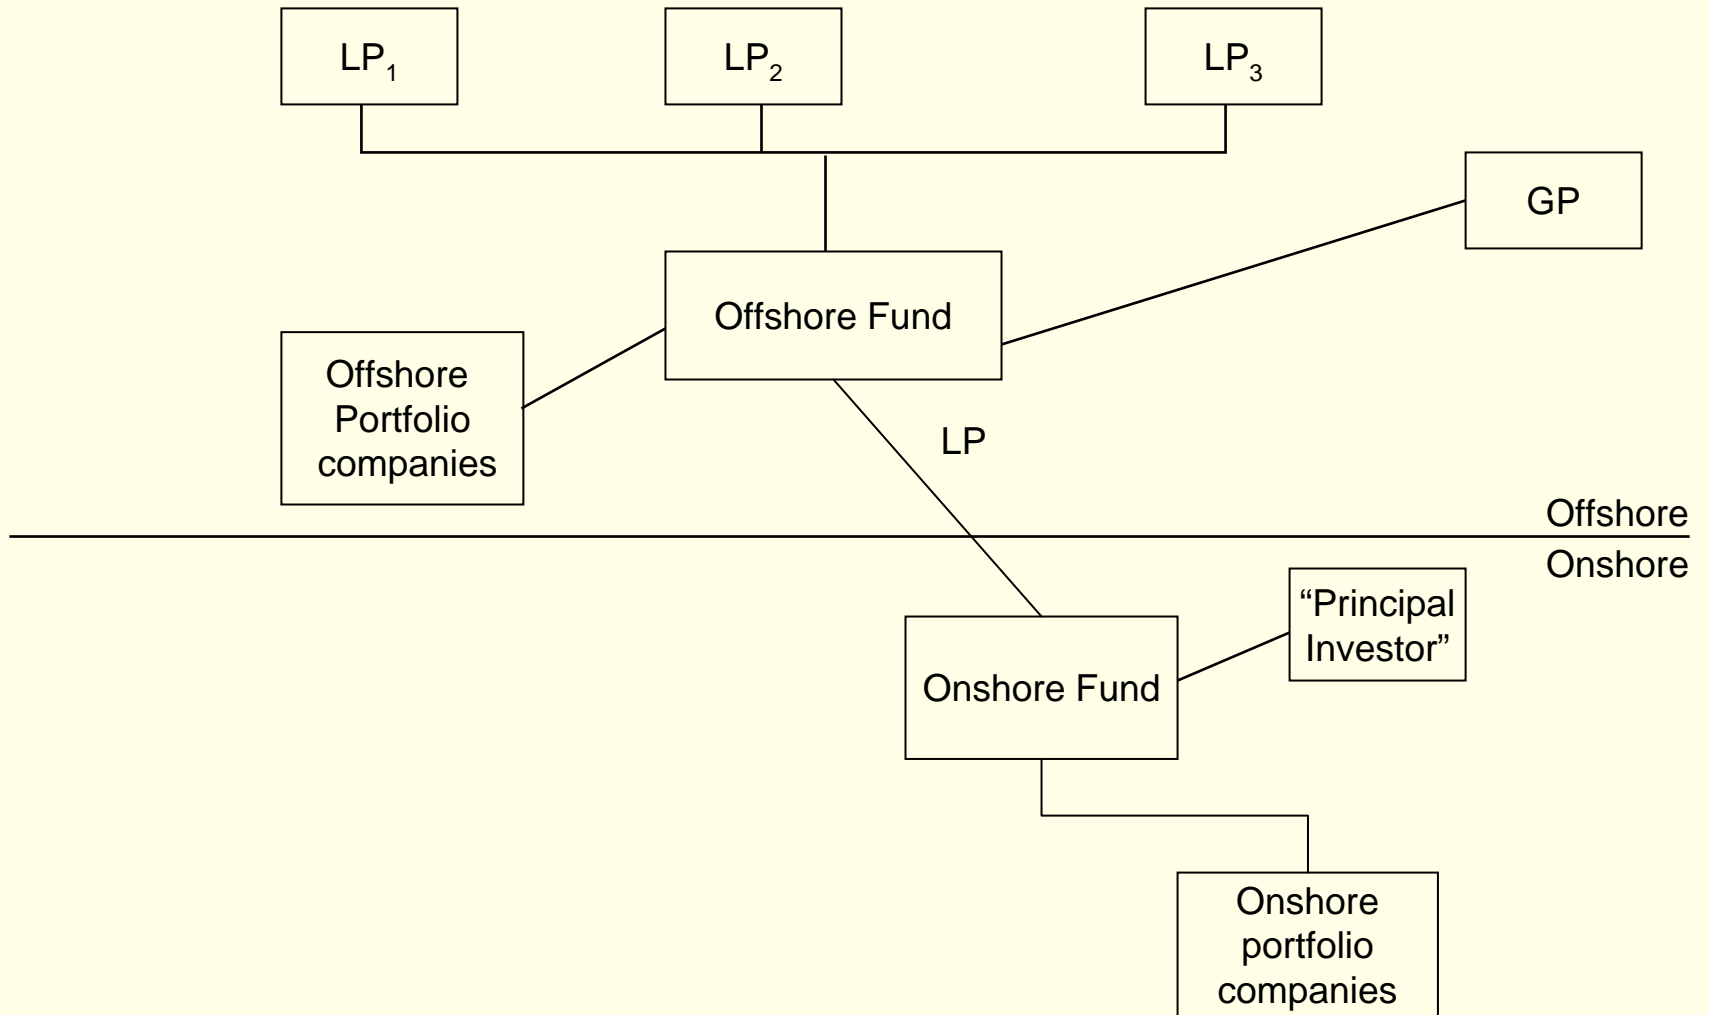 LP₁
LP₂
LP₃
GP
Offshore Fund
Offshore
Portfolio
companies
LP
Offshore
Onshore
“Principal
Investor”
Onshore Fund
Onshore
portfolio
companies